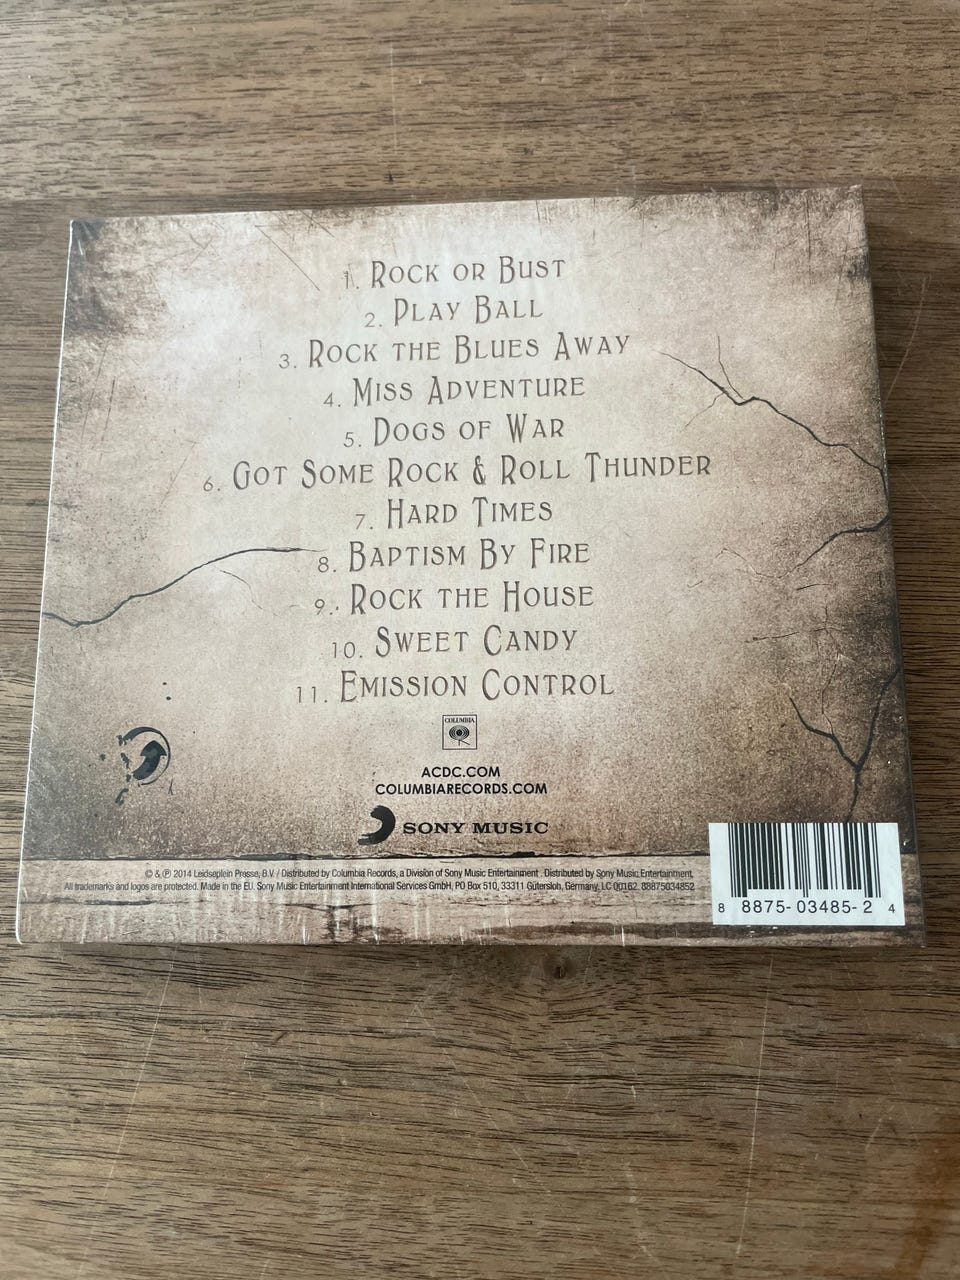 1. Rock or Bust
2. Play Ball
3. Rock the Blues Away
4. Miss Adventure
5. Dogs of War
6. Got Some Rock & Roll Thunder
7. Hard Times
8. Baptism By Fire
9. Rock the House
10. Sweet Candy
11. Emission Control
COLUMBIA
ACDC.COM
COLUMBIARECORDS.COM
SONY MUSIC
© & ℗ 2014 Leidseplein Presse, B.V. / Distributed by Columbia Records, a Division of Sony Music Entertainment. Distributed by Sony Music Entertainment.
All trademarks and logos are protected. Made in the EU. Sony Music Entertainment International Services GmbH, PO Box 510, 33311 Gütersloh, Germany, LC 00162. 88875034852
8 8875-03485-2 4